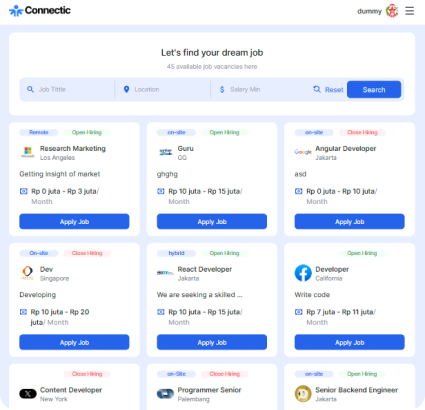 Connectic
dummy
Let's find your dream job
45 available job vacancies here
Job Tittle
Location
Salary Min
Reset
Search
Remote
Open Hiring
Research Marketing
Los Angeles
Getting insight of market
Rp 0 juta - Rp 3 juta/
Month
Apply Job
on-site
Open Hiring
Guru
GG
ghghg
Rp 10 juta - Rp 15 juta/
Month
Apply Job
on-site
Close Hiring
Google
Angular Developer
Jakarta
asd
Rp 0 juta - Rp 10 juta/
Month
Apply Job
On-site
Close Hiring
Dev
Singapore
Developing
Rp 10 juta - Rp 20
juta/ Month
Apply Job
hybrid
Open Hiring
React Developer
Jakarta
We are seeking a skilled ...
Rp 10 juta - Rp 15 juta/
Month
Apply Job
Open Hiring
Developer
California
Write code
Rp 7 juta - Rp 11 juta/
Month
Apply Job
Close Hiring
Content Developer
New York
on-Site
Close Hiring
Programmer Senior
Palembang
on-site
Open Hiring
Senior Backend Engineer
Jakarta